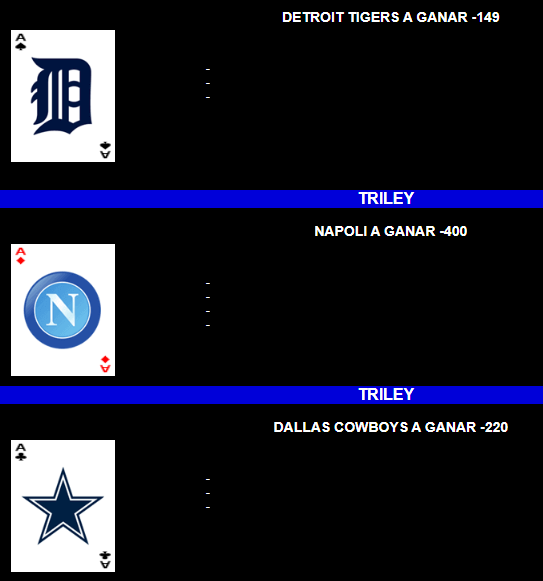 DETROIT TIGERS A GANAR -149
A
D
-
-
-
A
TRILEY
NAPOLI A GANAR -400
A
N
-
-
-
-
A
TRILEY
DALLAS COWBOYS A GANAR -220
A
-
-
-
A